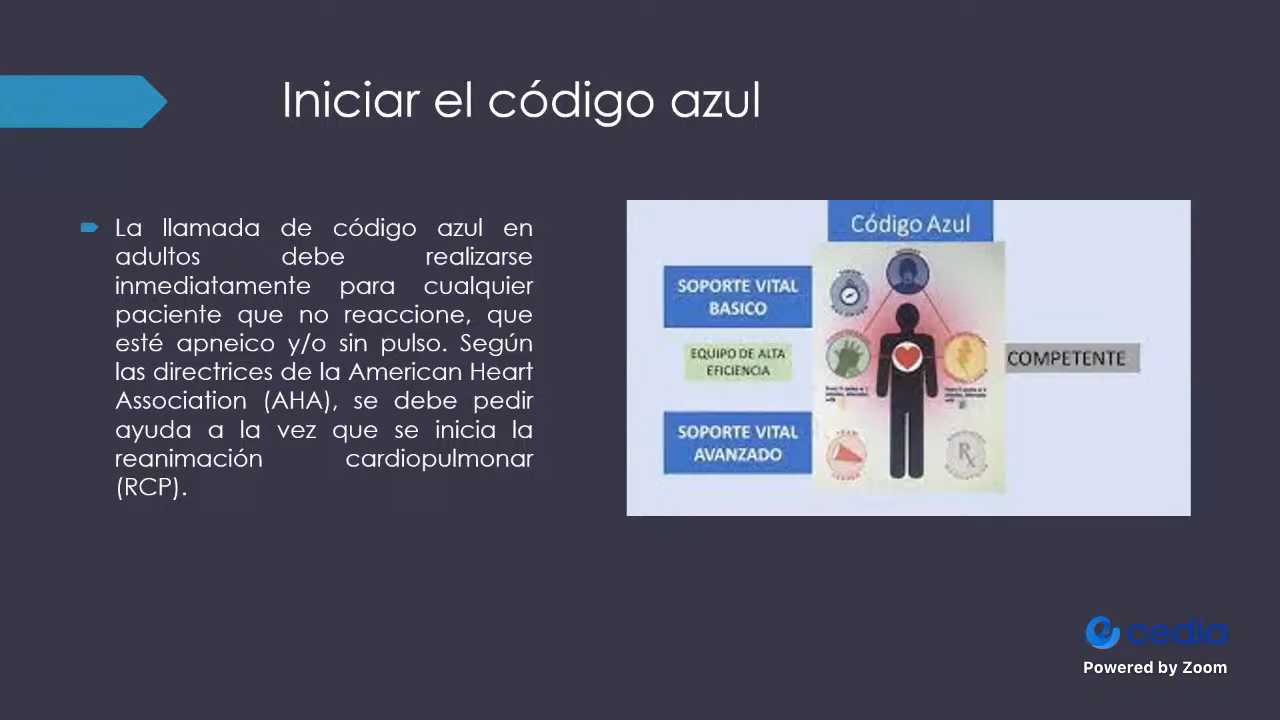 Iniciar el código azul
La llamada de código azul en
adultos debe realizarse
inmediatamente para cualquier
paciente que no reaccione, que
esté apneico y/o sin pulso. Según
las directrices de la American Heart
Association (AHA), se debe pedir
ayuda a la vez que se inicia la
reanimación cardiopulmonar
(RCP).
Código Azul
SOPORTE VITAL
BASICO
EQUIPO DE ALTA
EFICIENCIA
COMPETENTE
SOPORTE VITAL
AVANZADO
cedia
Powered by Zoom